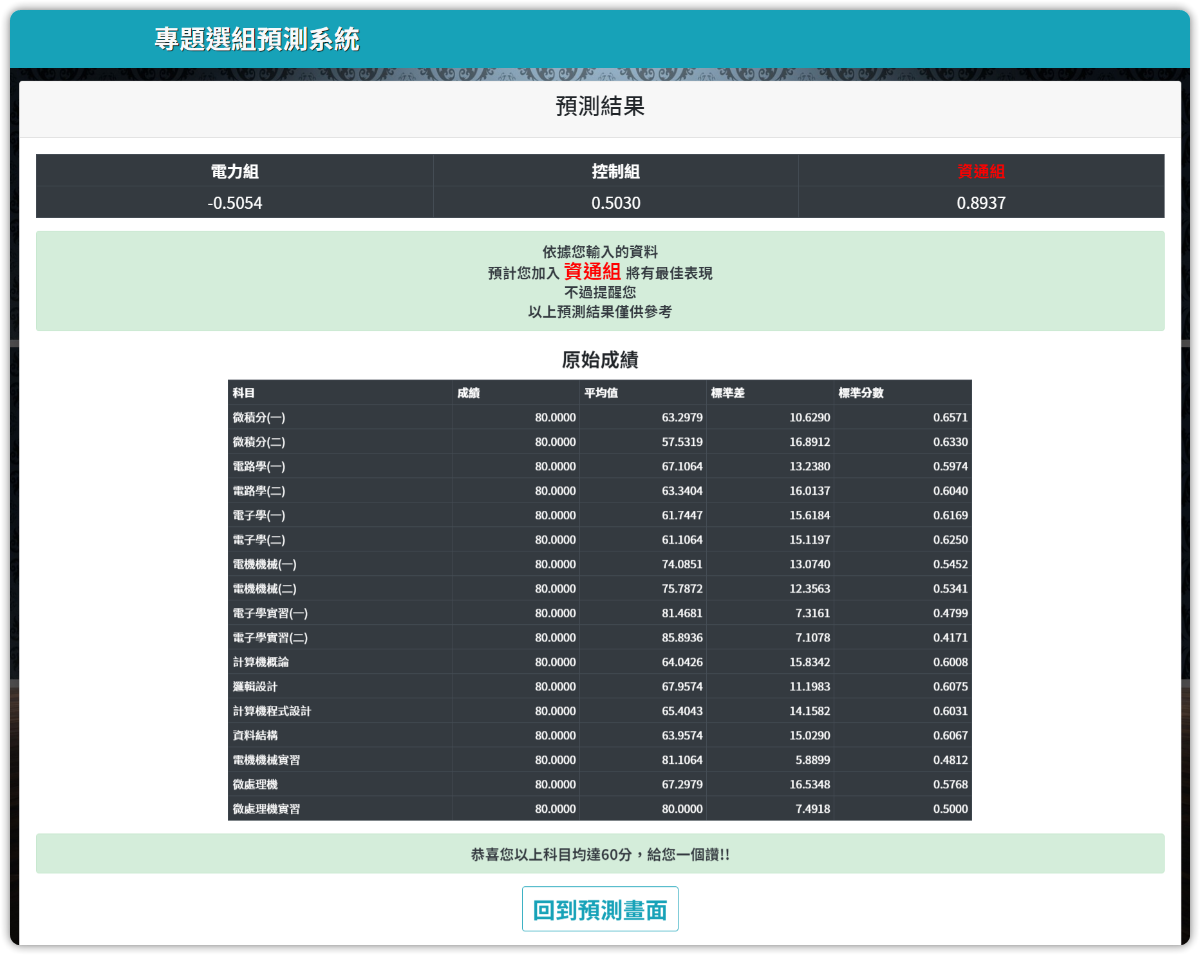 專題選組預測系統
預測結果
電力組 控制組 資通組
-0.5054 0.5030 0.8937
依據您輸入的資料
預計您加入 資通組 將有最佳表現
不過提醒您
以上預測結果僅供參考
原始成績
科目 成績 平均值 標準差 標準分數
微積分(一) 80.0000 63.2979 10.6290 0.6571
微積分(二) 80.0000 57.5319 16.8912 0.6330
電路學(一) 80.0000 67.1064 13.2380 0.5974
電路學(二) 80.0000 63.3404 16.0137 0.6040
電子學(一) 80.0000 61.7447 15.6184 0.6169
電子學(二) 80.0000 61.1064 15.1197 0.6250
電機機械(一) 80.0000 74.0851 13.0740 0.5452
電機機械(二) 80.0000 75.7872 12.3563 0.5341
電子學實習(一) 80.0000 81.4681 7.3161 0.4799
電子學實習(二) 80.0000 85.8936 7.1078 0.4171
計算機概論 80.0000 64.0426 15.8342 0.6008
邏輯設計 80.0000 67.9574 11.1983 0.6075
計算機程式設計 80.0000 65.4043 14.1582 0.6031
資料結構 80.0000 63.9574 15.0290 0.6067
電機機械實習 80.0000 81.1064 5.8899 0.4812
微處理機 80.0000 67.2979 16.5348 0.5768
微處理機實習 80.0000 80.0000 7.4918 0.5000
恭喜您以上科目均達60分，給您一個讚!!
回到預測畫面